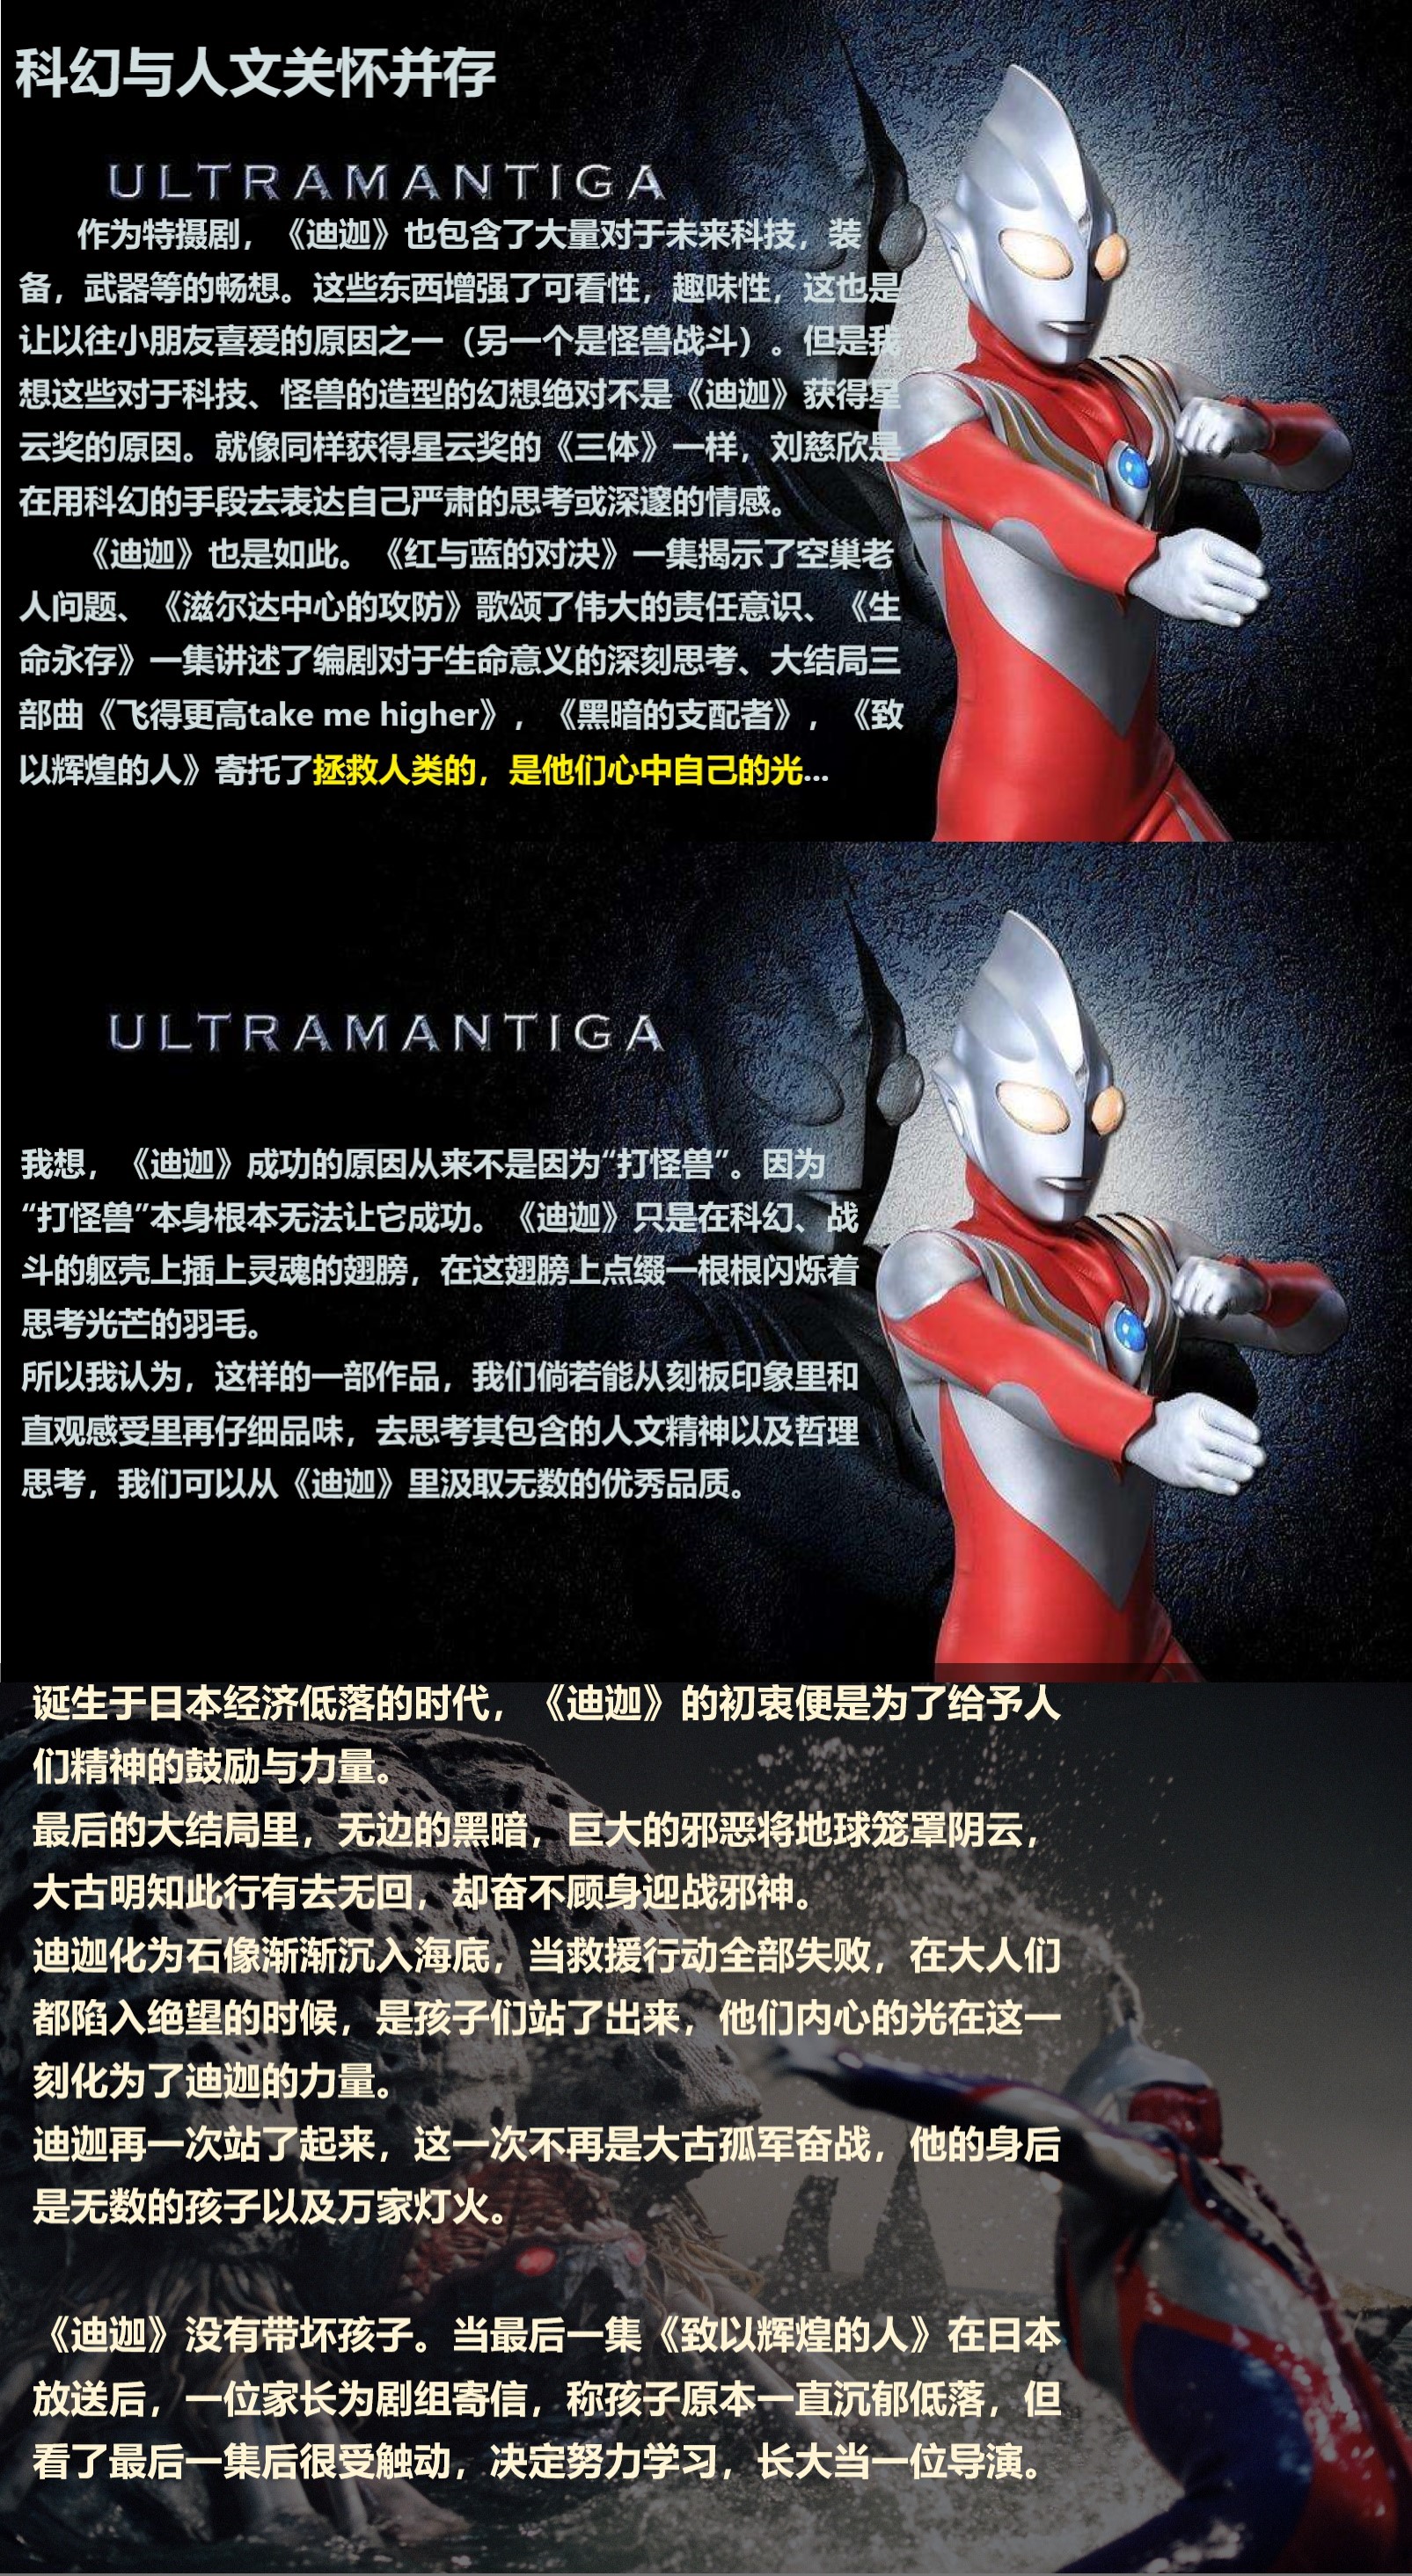 科幻与人文关怀并存
ULTRAMANTIGA
作为特摄剧，《迪迦》也包含了大量对于未来科技，装
备，武器等的畅想。这些东西增强了可看性，趣味性，这也是
让以往小朋友喜爱的原因之一（另一个是怪兽战斗）。但是我
想这些对于科技、怪兽的造型的幻想绝对不是《迪迦》获得星
云奖的原因。就像同样获得星云奖的《三体》一样，刘慈欣是
在用科幻的手段去表达自己严肃的思考或深邃的情感。
《迪迦》也是如此。《红与蓝的对决》一集揭示了空巢老
人问题、《滋尔达中心的攻防》歌颂了伟大的责任意识、《生
命永存》一集讲述了编剧对于生命意义的深刻思考、大结局三
部曲《飞得更高take me higher》，《黑暗的支配者》，《致
以辉煌的人》寄托了拯救人类的，是他们心中自己的光...
ULTRAMANTIGA
我想，《迪迦》成功的原因从来不是因为“打怪兽”。因为
“打怪兽”本身根本无法让它成功。《迪迦》只是在科幻、战
斗的躯壳上插上灵魂的翅膀，在这翅膀上点缀一根根闪烁着
思考光芒的羽毛。
所以我认为，这样的一部作品，我们倘若能从刻板印象里和
直观感受里再仔细品味，去思考其包含的人文精神以及哲理
思考，我们可以从《迪迦》里汲取无数的优秀品质。
诞生于日本经济低落的时代，《迪迦》的初衷便是为了给予人
们精神的鼓励与力量。
最后的大结局里，无边的黑暗，巨大的邪恶将地球笼罩阴云，
大古明知此行有去无回，却奋不顾身迎战邪神。
迪迦化为石像渐渐沉入海底，当救援行动全部失败，在大人们
都陷入绝望的时候，是孩子们站了出来，他们内心的光在这一
刻化为了迪迦的力量。
迪迦再一次站了起来，这一次不再是大古孤军奋战，他的身后
是无数的孩子以及万家灯火。
《迪迦》没有带坏孩子。当最后一集《致以辉煌的人》在日本
放送后，一位家长为剧组寄信，称孩子原本一直沉郁低落，但
看了最后一集后很受触动，决定努力学习，长大当一位导演。